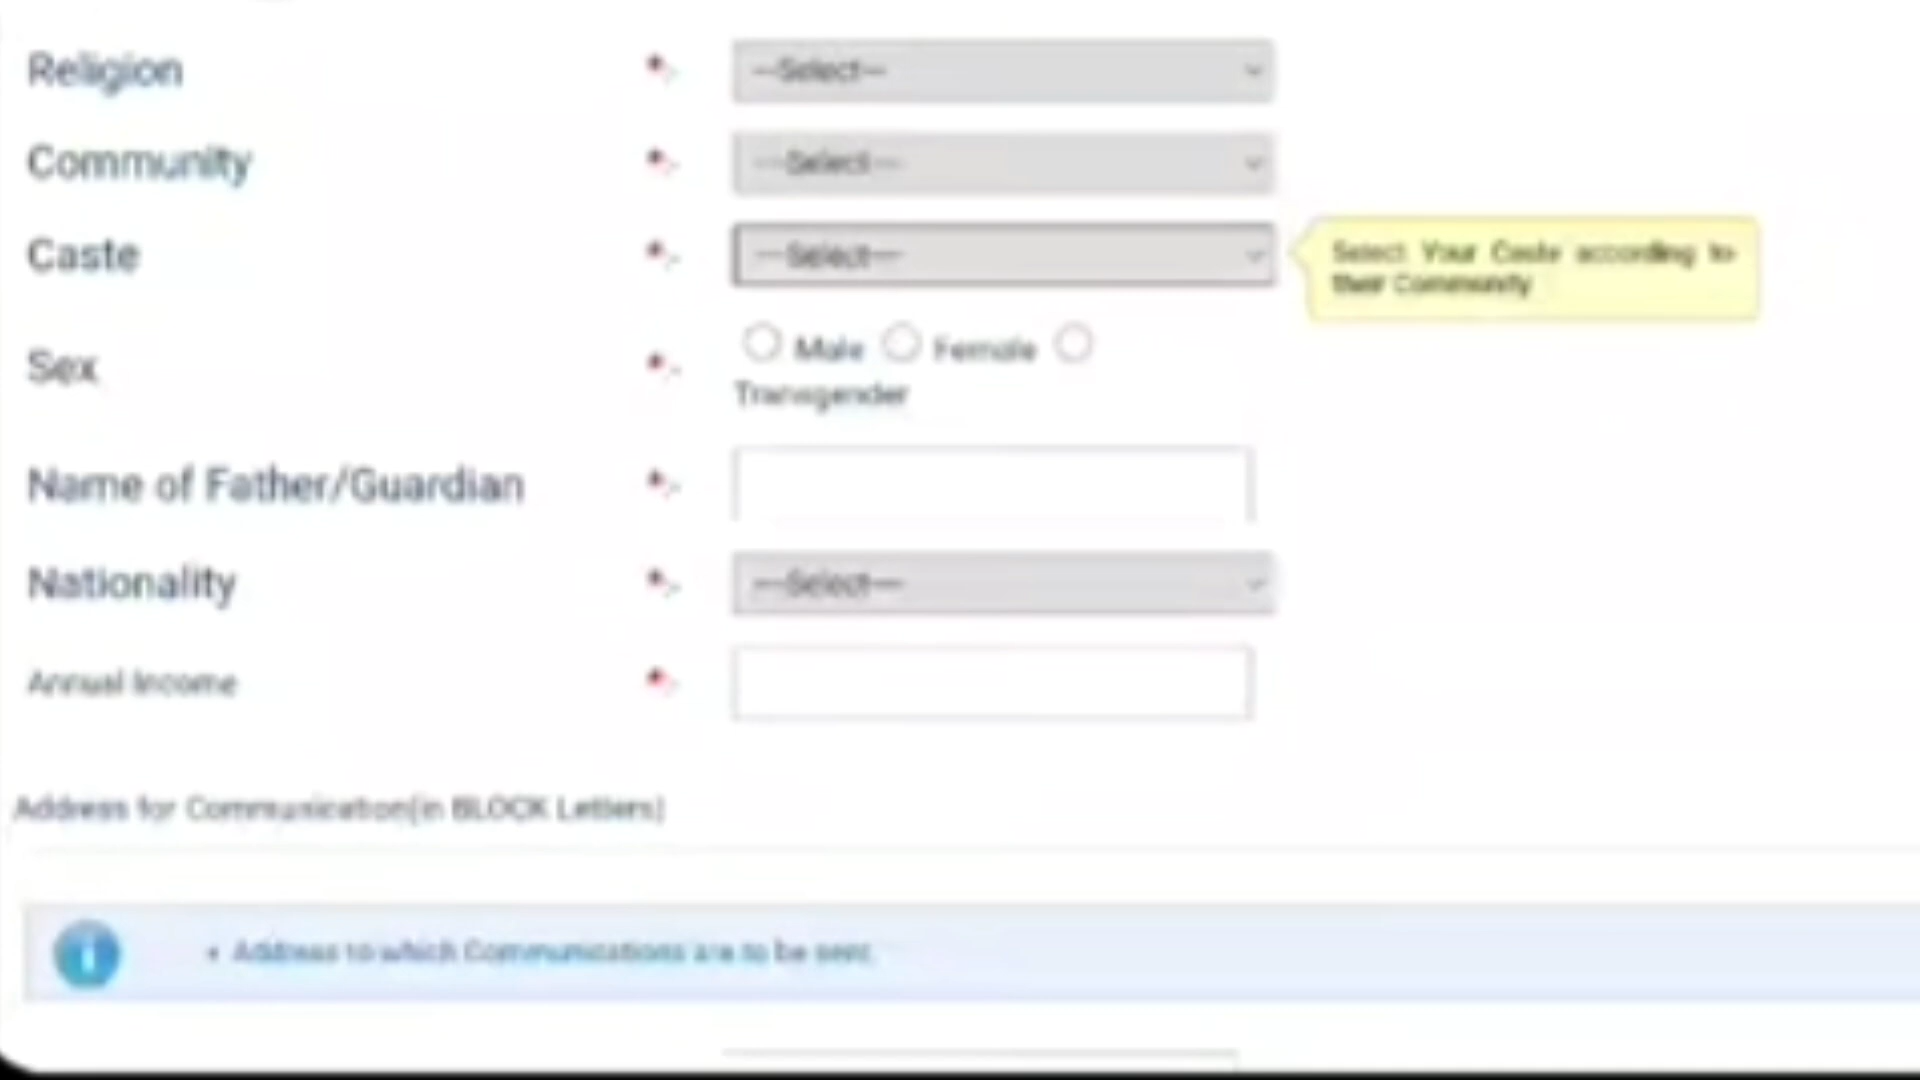 Religion * --Select--
Community * ---Select---
Caste * ---Select---
Select Your Caste according to
their Community
Sex * Male Female
Transgender
Name of Father/Guardian *
Nationality * ---Select---
Annual Income *
Address for Communication(in BLOCK Letters)
i • Address to which Communications are to be sent.